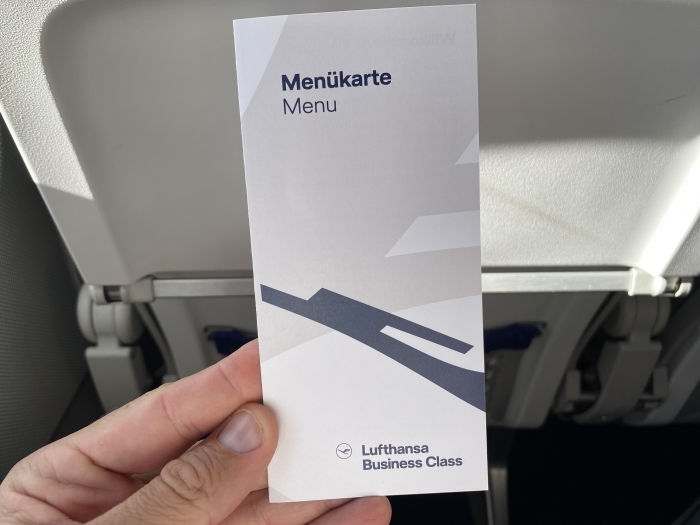 Menükarte
Menu
Lufthansa
Business Class